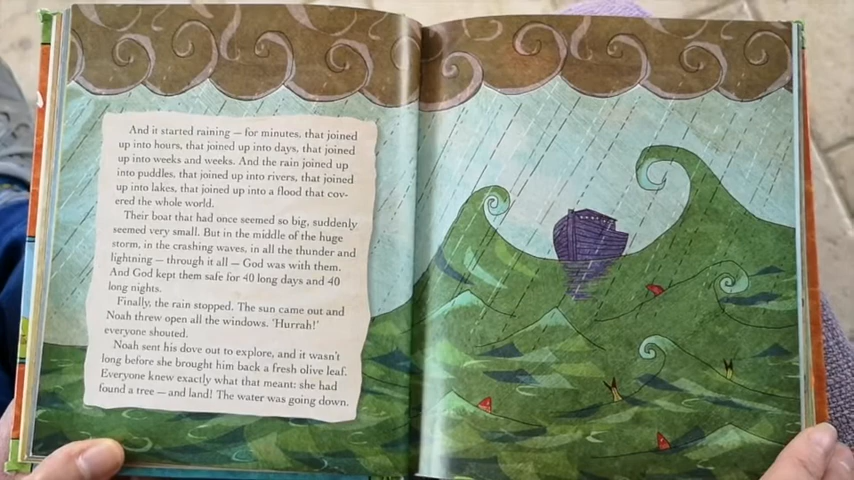 And it started raining — for minutes, that joined
up into hours, that joined up into days, that joined
up into weeks and weeks. And the rain joined up
into puddles, that joined up into rivers, that joined
up into lakes, that joined up into a flood that cov-
ered the whole world.
Their boat that had once seemed so big, suddenly
seemed very small. But in the middle of the huge
storm, in the crashing waves, in all the thunder and
lightning — through it all — God was with them.
And God kept them safe for 40 long days and 40
long nights.
Finally, the rain stopped. The sun came out and
Noah threw open all the windows. ‘Hurrah!’
everyone shouted.
Noah sent his dove out to explore, and it wasn’t
long before she brought him back a fresh olive leaf.
Everyone knew exactly what that meant: she had
found a tree — and land! The water was going down.